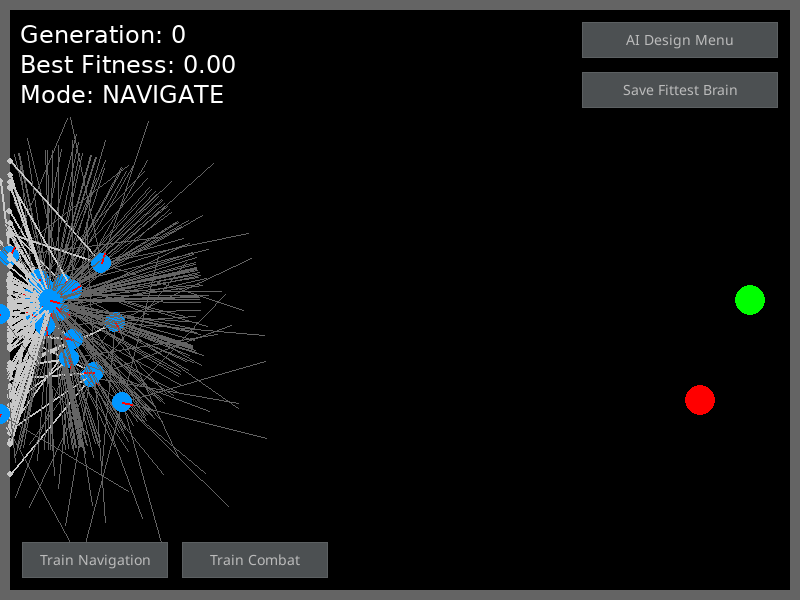 Generation: 0
Best Fitness: 0.00
Mode: NAVIGATE
AI Design Menu
Save Fittest Brain
Train Navigation
Train Combat